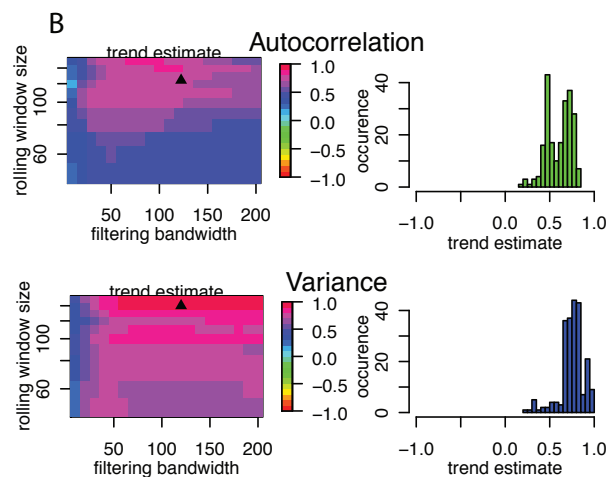 B
Autocorrelation
trend estimate
rolling window size
100
60
50 100 150 200
filtering bandwidth
1.0
0.5
0.0
−0.5
−1.0
occurence
40
20
0
−1.0 0.0 0.5 1.0
trend estimate
Variance
trend estimate
rolling window size
100
60
50 100 150 200
filtering bandwidth
1.0
0.5
0.0
−0.5
−1.0
occurence
40
20
0
−1.0 0.0 0.5 1.0
trend estimate